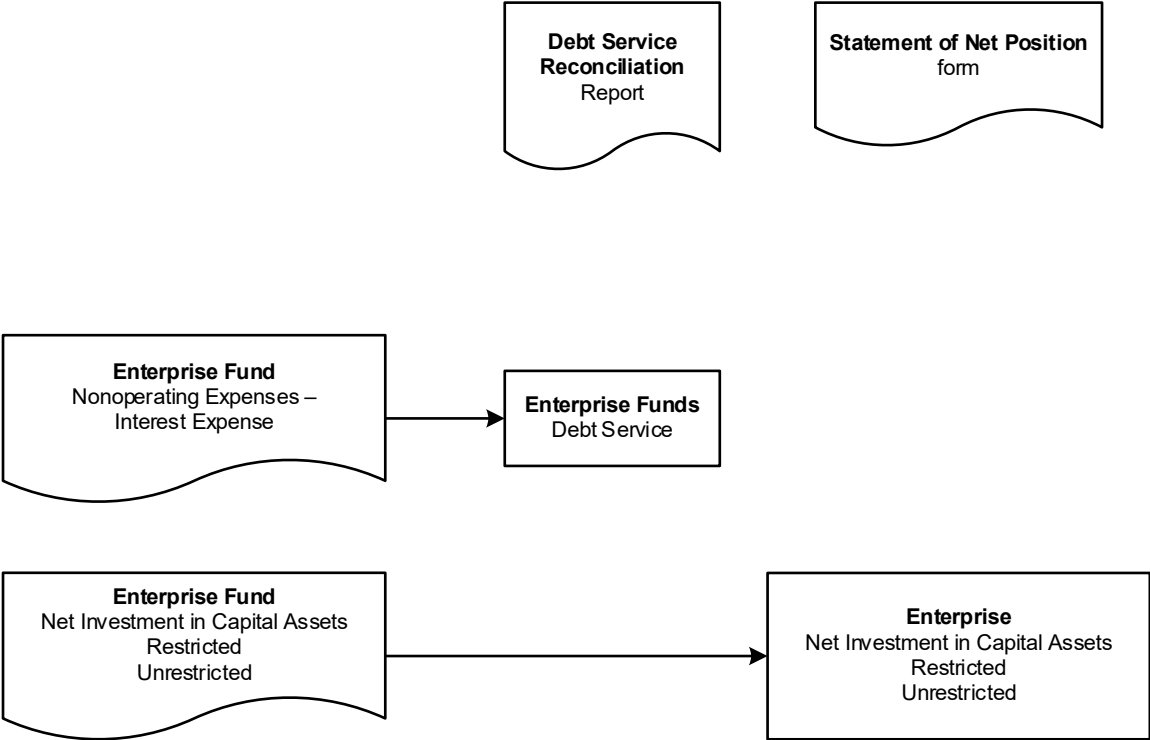 Debt Service
Reconciliation
Report
Statement of Net Position
form
Enterprise Fund
Nonoperating Expenses –
Interest Expense
Enterprise Funds
Debt Service
Enterprise Fund
Net Investment in Capital Assets
Restricted
Unrestricted
Enterprise
Net Investment in Capital Assets
Restricted
Unrestricted